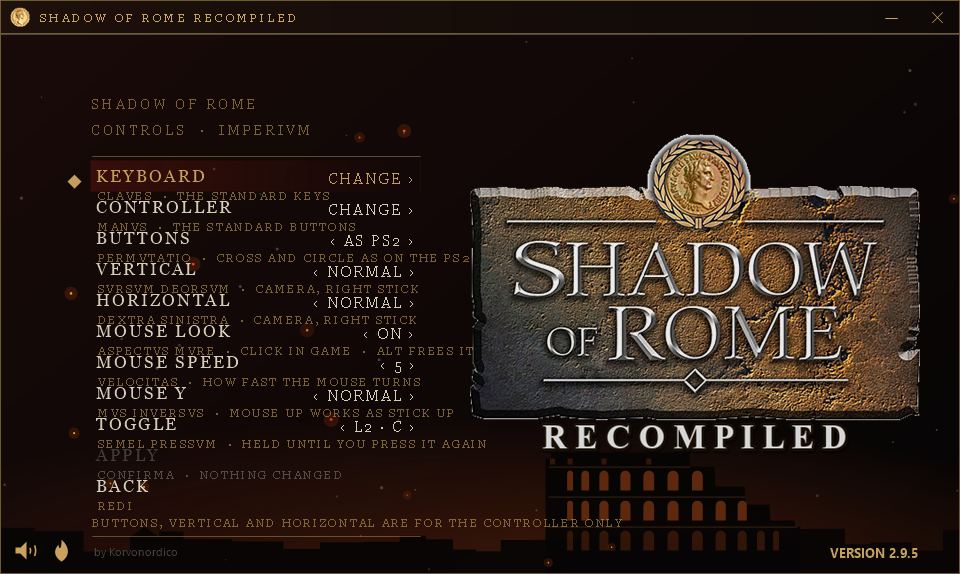 SHADOW OF ROME RECOMPILED
SHADOW OF ROME
CONTROLS · IMPERIVM
KEYBOARD CHANGE ›
CLAVES · THE STANDARD KEYS
CONTROLLER CHANGE ›
MANVS · THE STANDARD BUTTONS
BUTTONS ‹ AS PS2 ›
PERMVTATIO · CROSS AND CIRCLE AS ON THE PS2
VERTICAL ‹ NORMAL ›
SVRSVM DEORSVM · CAMERA, RIGHT STICK
HORIZONTAL ‹ NORMAL ›
DEXTRA SINISTRA · CAMERA, RIGHT STICK
MOUSE LOOK ‹ ON ›
ASPECTVS MVRE · CLICK IN GAME · ALT FREES IT
MOUSE SPEED ‹ 5 ›
VELOCITAS · HOW FAST THE MOUSE TURNS
MOUSE Y ‹ NORMAL ›
MVS INVERSVS · MOUSE UP WORKS AS STICK UP
TOGGLE ‹ L2 · C ›
SEMEL PRESSVM · HELD UNTIL YOU PRESS IT AGAIN
APPLY
CONFIRMA · NOTHING CHANGED
BACK
REDI
BUTTONS, VERTICAL AND HORIZONTAL ARE FOR THE CONTROLLER ONLY
by Korvonordico
SHADOW
OF ROME
RECOMPILED
VERSION 2.9.5